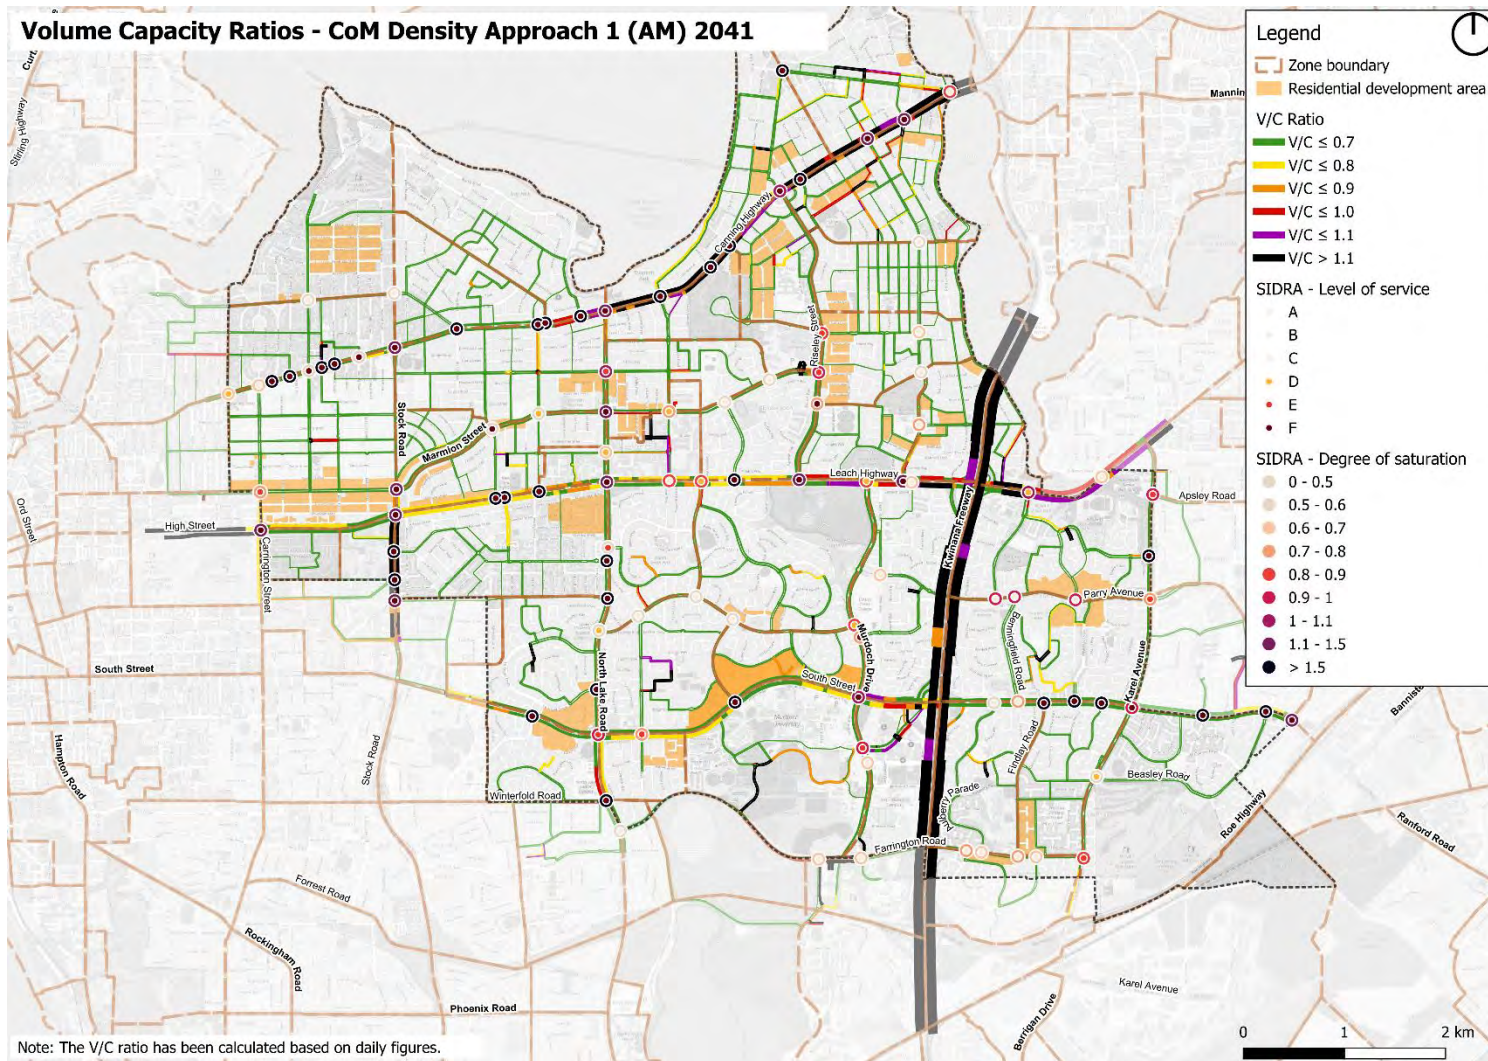 Volume Capacity Ratios - CoM Density Approach 1 (AM) 2041
Legend
Zone boundary
Residential development area
V/C Ratio
V/C ≤ 0.7
V/C ≤ 0.8
V/C ≤ 0.9
V/C ≤ 1.0
V/C ≤ 1.1
V/C > 1.1
SIDRA - Level of service
A
B
C
D
E
F
SIDRA - Degree of saturation
0 - 0.5
0.5 - 0.6
0.6 - 0.7
0.7 - 0.8
0.8 - 0.9
0.9 - 1
1 - 1.1
1.1 - 1.5
> 1.5
Stirling Highway
Canning Highway
Riseley Street
Stock Road
Marmion Street
Leach Highway
Kwinana Freeway
Apsley Road
Ord Street
High Street
Carrington Street
Parry Avenue
Benningfield Road
Murdoch Drive
South Street
South Street
North Lake Road
Karel Avenue
Findlay Road
Beasley Road
Hampton Road
Stock Road
Winterfold Road
Farrington Road
Roe Highway
Ranford Road
Forrest Road
Rockingham Road
Phoenix Road
Berrigan Drive
Karel Avenue
0 1 2 km
Note: The V/C ratio has been calculated based on daily figures.